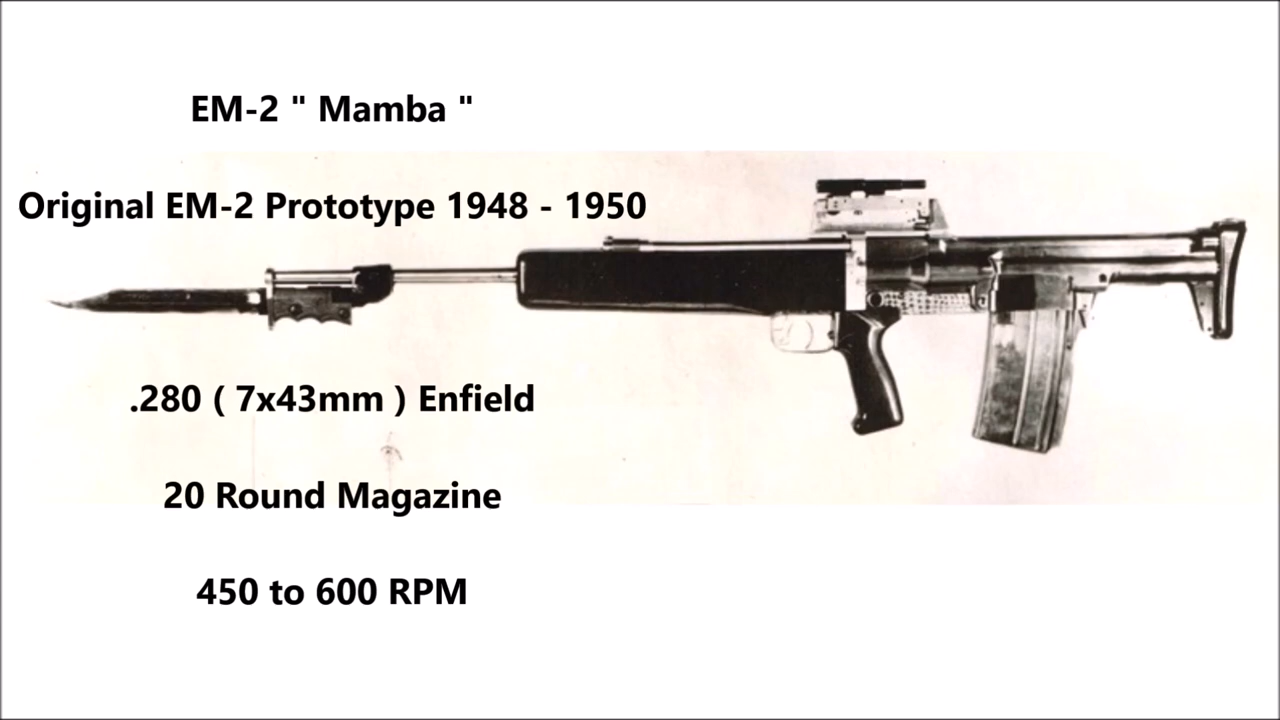 EM-2 " Mamba "
Original EM-2 Prototype 1948 - 1950
.280 ( 7x43mm ) Enfield
20 Round Magazine
450 to 600 RPM